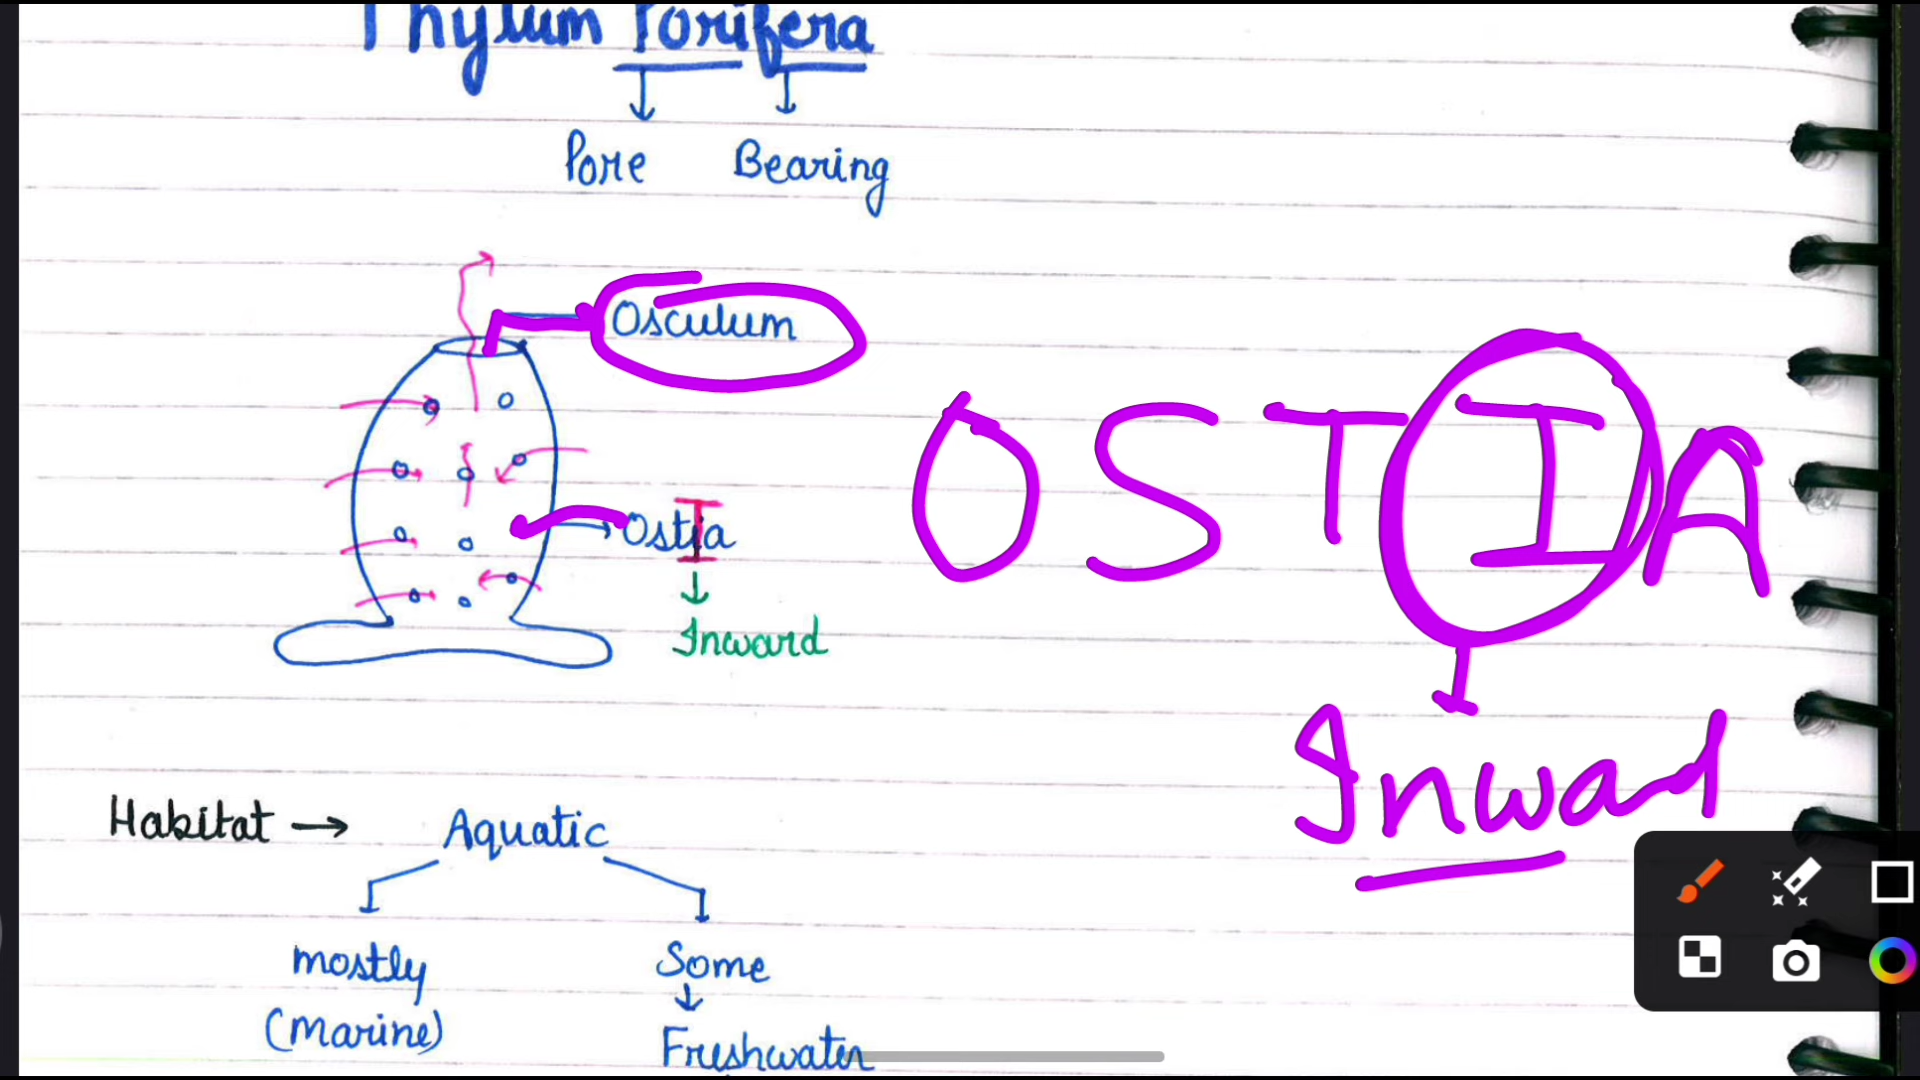 Phylum Porifera
Pore Bearing
Osculum
OSTIA
Ostia
Inward
Inward
Habitat → Aquatic
mostly Some
(marine) Freshwater